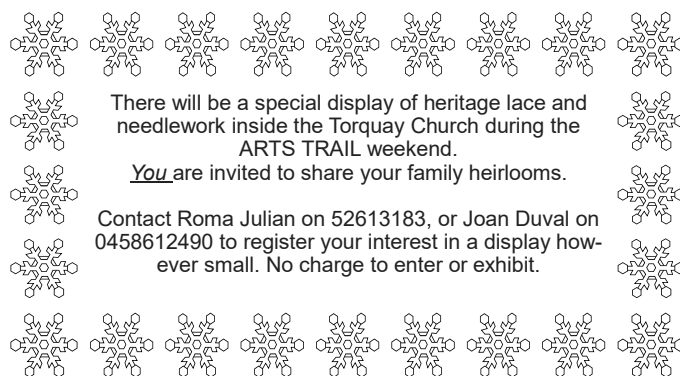 There will be a special display of heritage lace and
needlework inside the Torquay Church during the
ARTS TRAIL weekend.
You are invited to share your family heirlooms.
Contact Roma Julian on 52613183, or Joan Duval on
0458612490 to register your interest in a display how-
ever small. No charge to enter or exhibit.